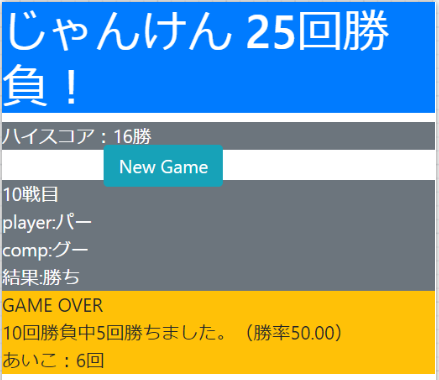 じゃんけん 25回勝
負！
ハイスコア：16勝
New Game
10戦目
player:パー
comp:グー
結果:勝ち
GAME OVER
10回勝負中5回勝ちました。（勝率50.00）
あいこ：6回